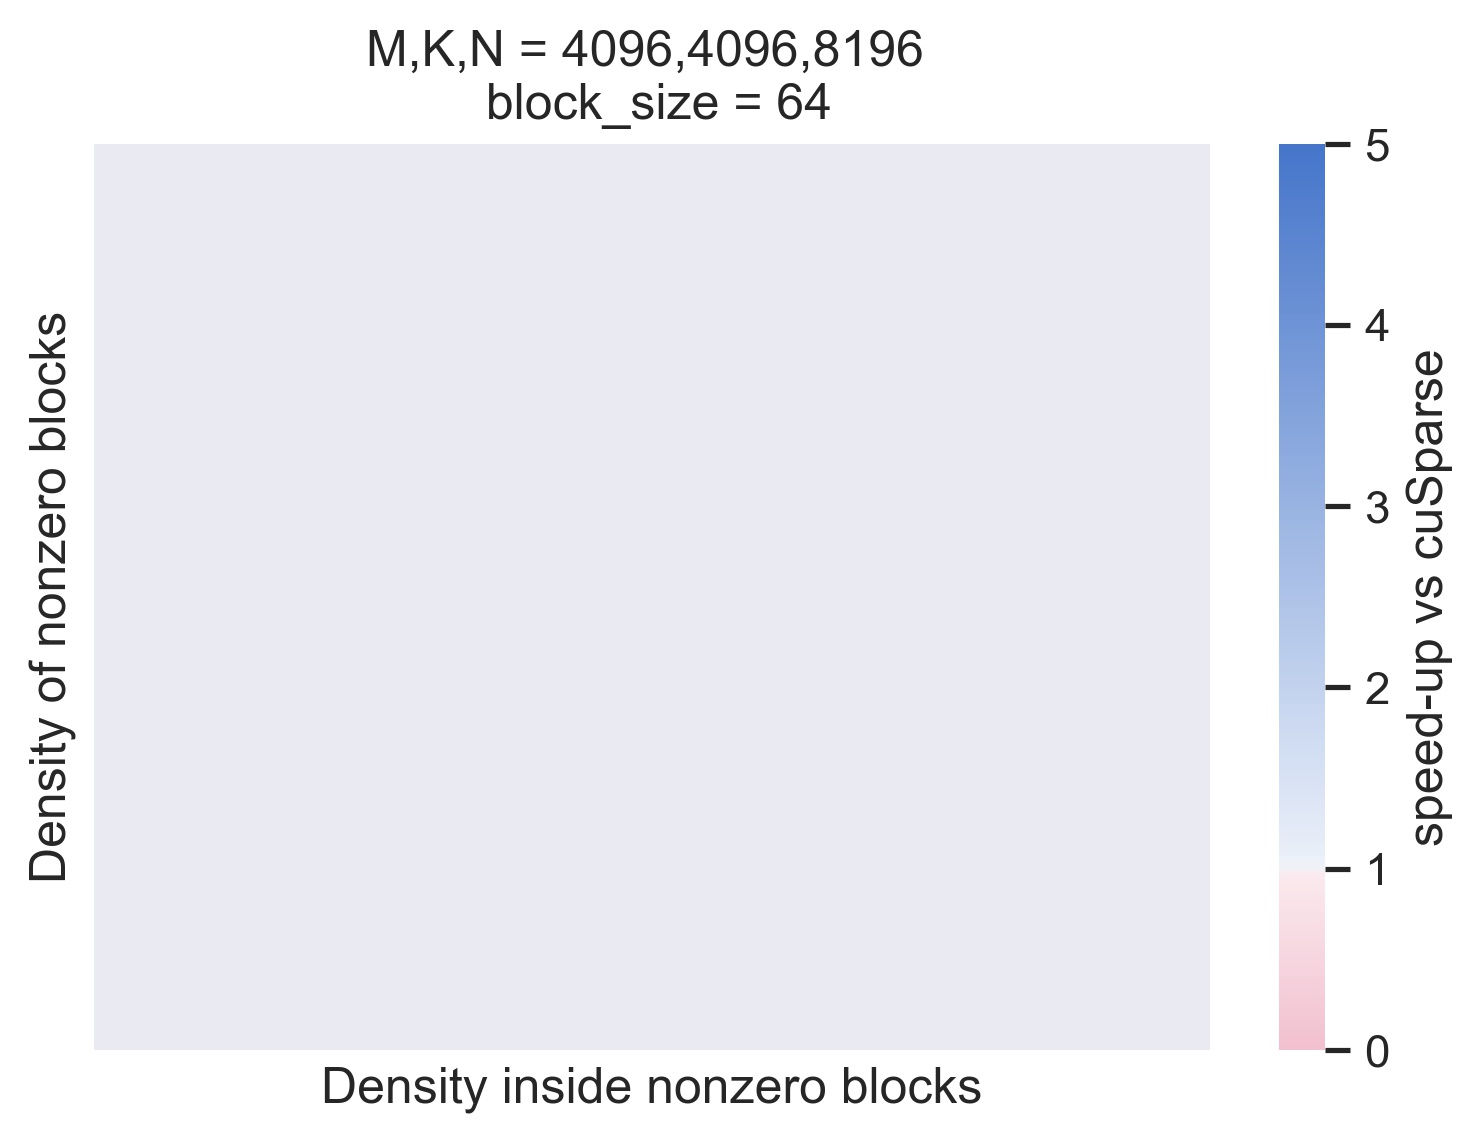 M,K,N = 4096,4096,8196
block_size = 64
Density of nonzero blocks
Density inside nonzero blocks
5
4
3
2
1
0
speed-up vs cuSparse